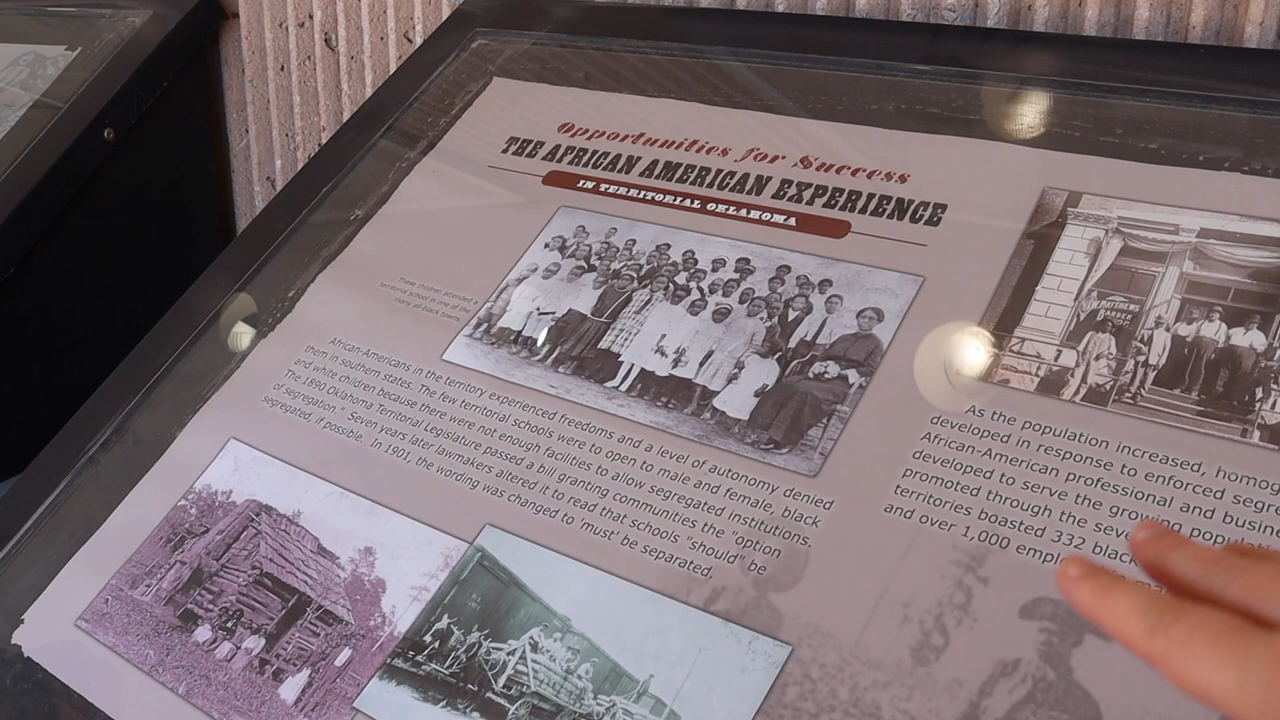 Opportunities for Success
THE AFRICAN AMERICAN EXPERIENCE
IN TERRITORIAL OKLAHOMA
These children attended a
territorial school in one of the
many all-black towns.
African-Americans in the territory experienced freedoms and a level of autonomy denied
them in southern states. The few territorial schools were to open to male and female, black
and white children because there were not enough facilities to allow segregated institutions.
The 1890 Oklahoma Territorial Legislature passed a bill granting communities the "option
of segregation." Seven years later lawmakers altered it to read that schools "should" be
segregated, if possible. In 1901, the wording was changed to 'must' be separated.
MATTHEWS
BARBER
As the population increased, homog
developed in response to enforced segre
African-American professional and busine
developed to serve the growing populati
promoted through the seve
territories boasted 332 black
and over 1,000 empl